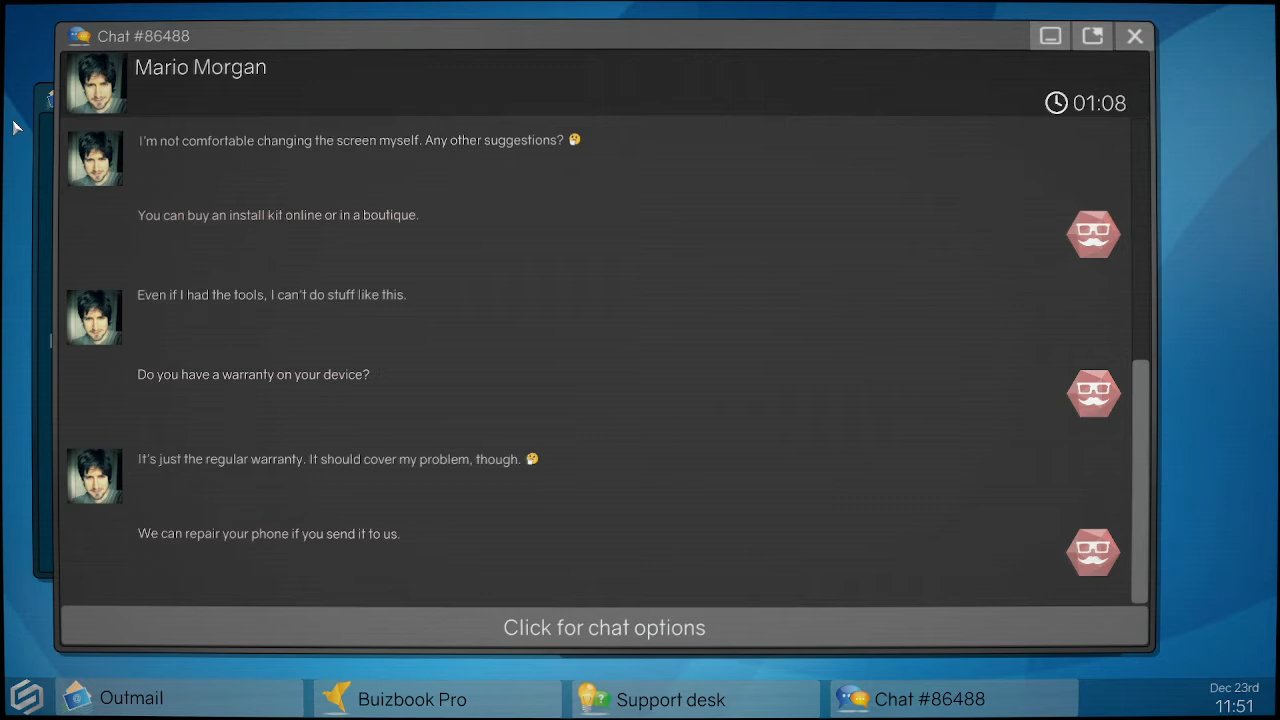 Chat #86488
Mario Morgan
01:08
I'm not comfortable changing the screen myself. Any other suggestions? 🤔
You can buy an install kit online or in a boutique.
Even if I had the tools, I can't do stuff like this.
Do you have a warranty on your device?
It's just the regular warranty. It should cover my problem, though. 🤔
We can repair your phone if you send it to us.
Click for chat options
Outmail
Buizbook Pro
Support desk
Chat #86488
Dec 23rd
11:51